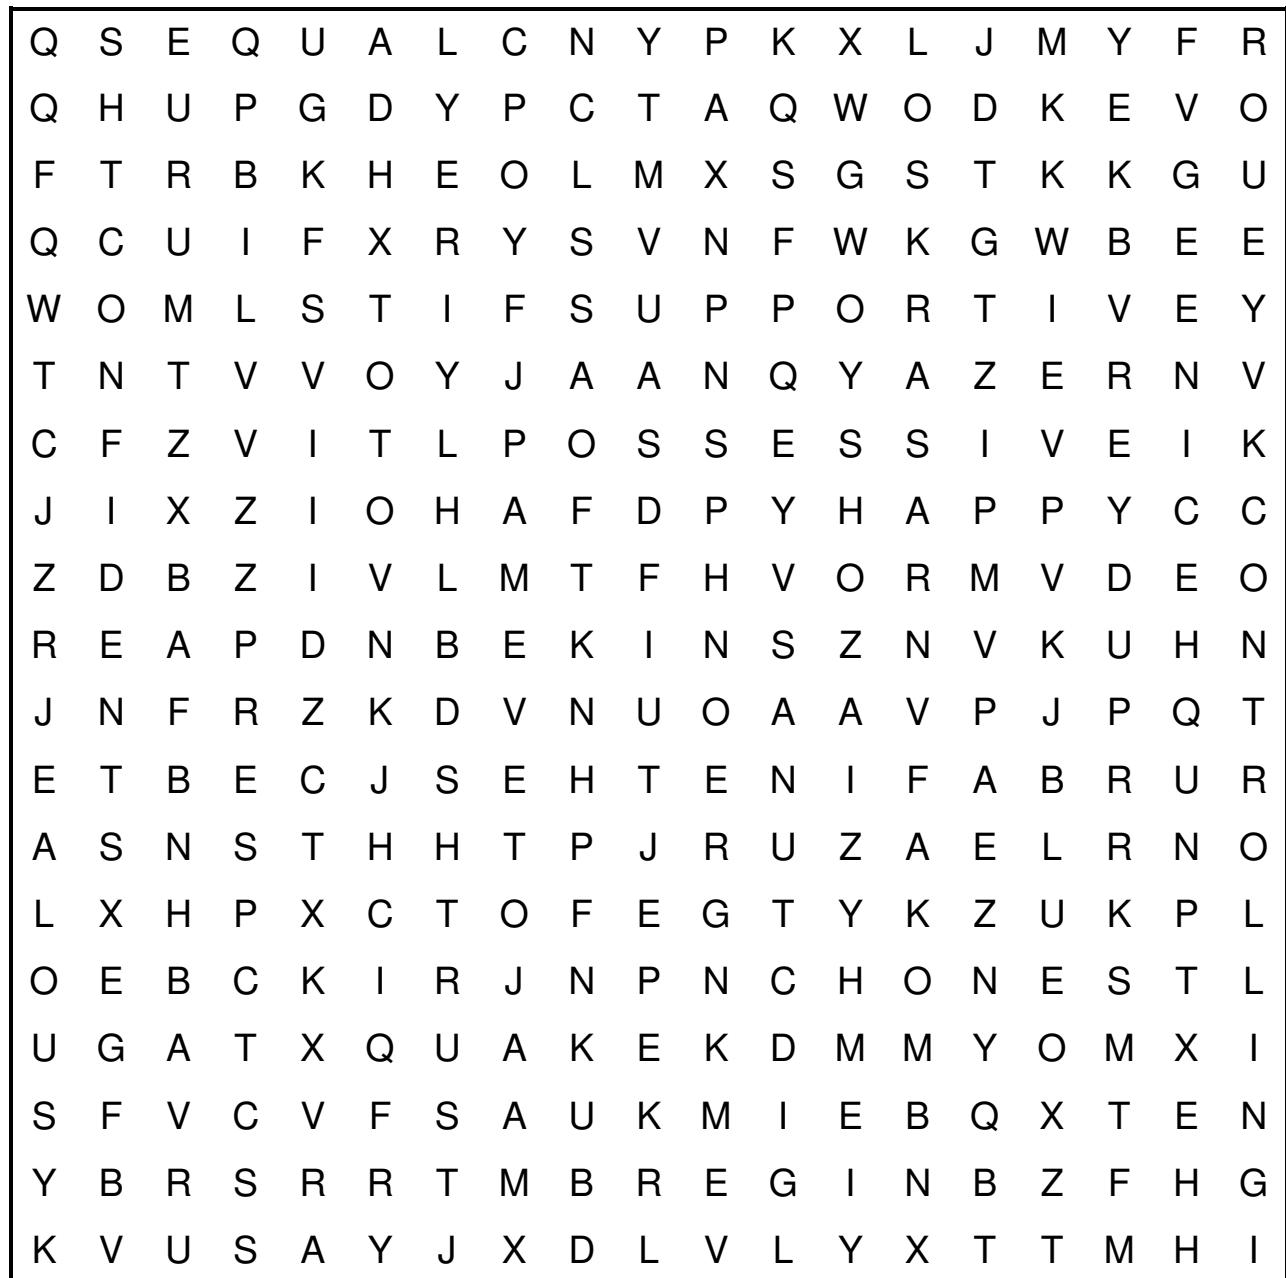 Q S E Q U A L C N Y P K X L J M Y F R
Q H U P G D Y P C T A Q W O D K E V O
F T R B K H E O L M X S G S T K K G U
Q C U I F X R Y S V N F W K G W B E E
W O M L S T I F S U P P O R T I V E Y
T N T V V O Y J A A N Q Y A Z E R N V
C F Z V I T L P O S S E S S I V E I K
J I X Z I O H A F D P Y H A P P Y C C
Z D B Z I V L M T F H V O R M V D E O
R E A P D N B E K I N S Z N V K U H N
J N F R Z K D V N U O A A V P J P Q T
E T B E C J S E H T E N I F A B R U R
A S N S T H H T P J R U Z A E L R N O
L X H P X C T O F E G T Y K Z U K P L
O E B C K I R J N P N C H O N E S T L
U G A T X Q U A K E K D M M Y O M X I
S F V C V F S A U K M I E B Q X T E N
Y B R S R R T M B R E G I N B Z F H G
K V U S A Y J X D L V L Y X T T M H I